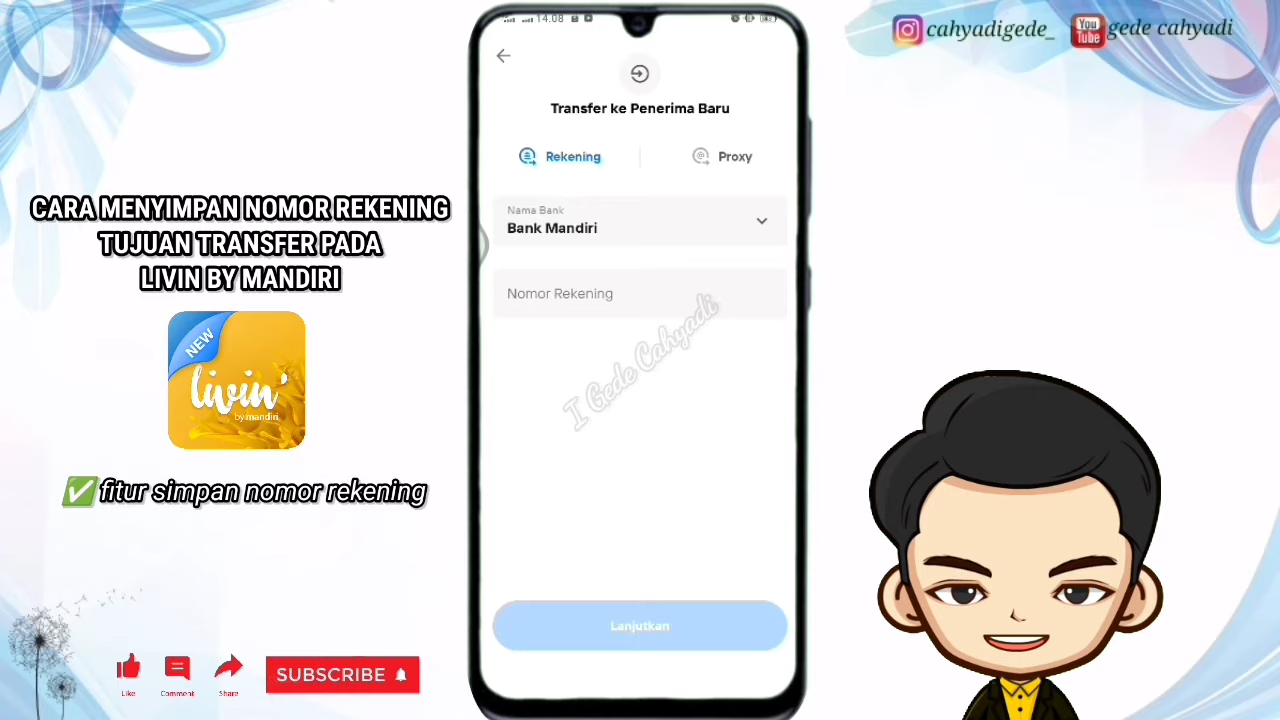 14.08
cahyadigede_
You Tube gede cahyadi
Transfer ke Penerima Baru
Rekening
Proxy
Nama Bank
Bank Mandiri
Nomor Rekening
I Gede Cahyadi
Lanjutkan
CARA MENYIMPAN NOMOR REKENING
TUJUAN TRANSFER PADA
LIVIN BY MANDIRI
NEW
livin'
by mandiri
✅ fitur simpan nomor rekening
Like
Comment
Share
SUBSCRIBE